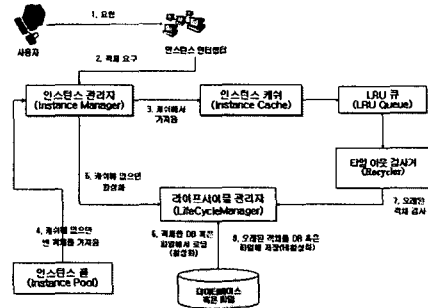 1. 요청
사용자
인스턴스 인터셉터
2. 객체 요구
인스턴스 관리자
(Instance Manager)
3. 캐쉬에서
가져옴
인스턴스 캐쉬
(Instance Cache)
LRU 큐
(LRU Queue)
타임 아웃 검사기
(Recycler)
5. 캐쉬에 없으면
활성화
라이프사이클 관리자
(LifeCycleManager)
7. 오래된
객체 검사
4. 캐쉬에 없으면
빈 객체를 가져옴
6. 객체를 DB 혹은
파일에서 로딩
(활성화)
8. 오래된 객체를 DB 혹은
파일에 저장(비활성화)
인스턴스 풀
(Instance Pool)
데이터베이스
혹은 파일